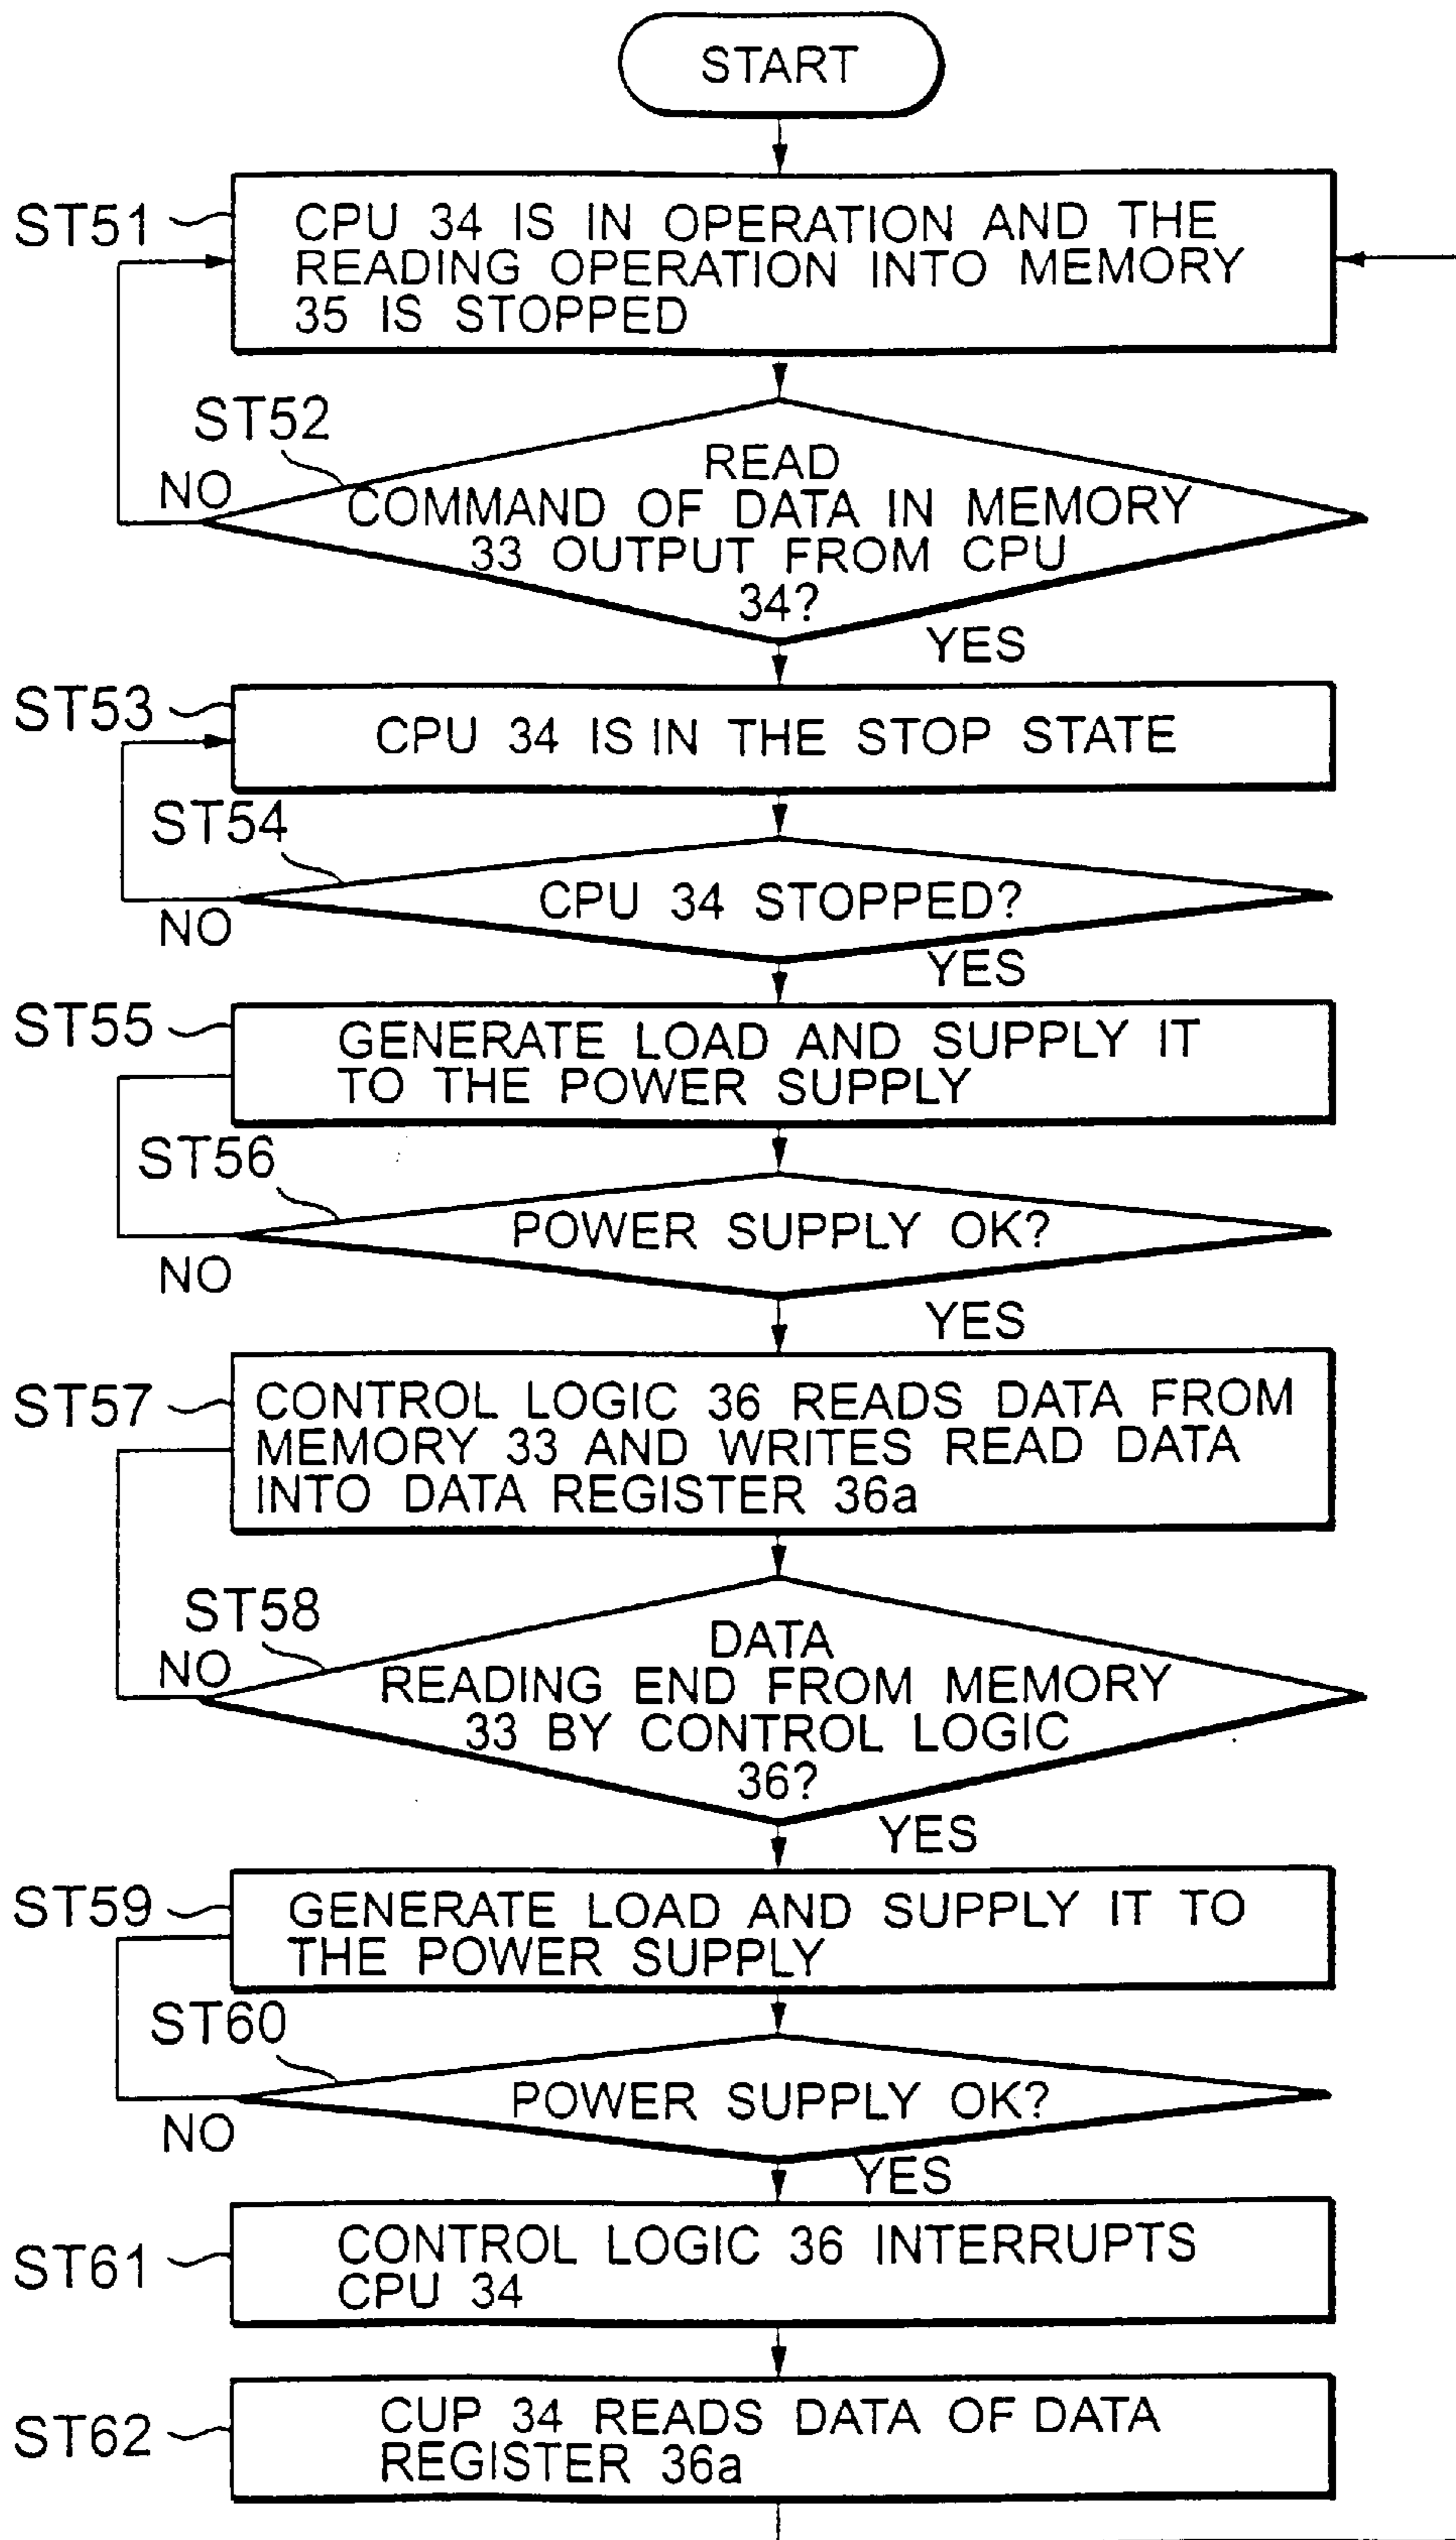 START
ST51
CPU 34 IS IN OPERATION AND THE
READING OPERATION INTO MEMORY
35 IS STOPPED
ST52
NO
READ
COMMAND OF DATA IN MEMORY
33 OUTPUT FROM CPU
34?
YES
ST53
CPU 34 IS IN THE STOP STATE
ST54
CPU 34 STOPPED?
NO
YES
ST55
GENERATE LOAD AND SUPPLY IT
TO THE POWER SUPPLY
ST56
POWER SUPPLY OK?
NO
YES
ST57
CONTROL LOGIC 36 READS DATA FROM
MEMORY 33 AND WRITES READ DATA
INTO DATA REGISTER 36a
ST58
NO
DATA
READING END FROM MEMORY
33 BY CONTROL LOGIC
36?
YES
ST59
GENERATE LOAD AND SUPPLY IT TO
THE POWER SUPPLY
ST60
POWER SUPPLY OK?
NO
YES
ST61
CONTROL LOGIC 36 INTERRUPTS
CPU 34
ST62
CUP 34 READS DATA OF DATA
REGISTER 36a